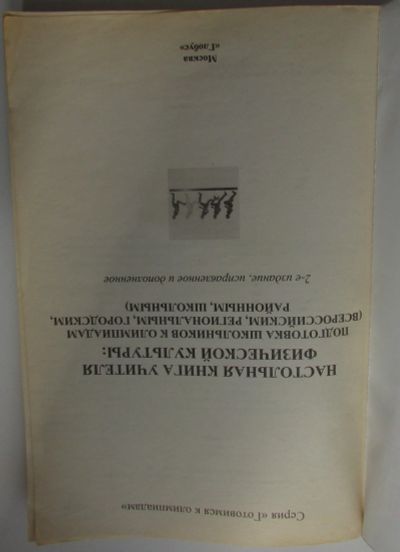 Серия «Готовимся к олимпиадам»
НАСТОЛЬНАЯ КНИГА УЧИТЕЛЯ
ФИЗИЧЕСКОЙ КУЛЬТУРЫ:
ПОДГОТОВКА ШКОЛЬНИКОВ К ОЛИМПИАДАМ
(ВСЕРОССИЙСКИМ, РЕГИОНАЛЬНЫМ, ГОРОДСКИМ,
РАЙОННЫМ, ШКОЛЬНЫМ)
2-е издание, исправленное и дополненное
Москва
«Глобус»